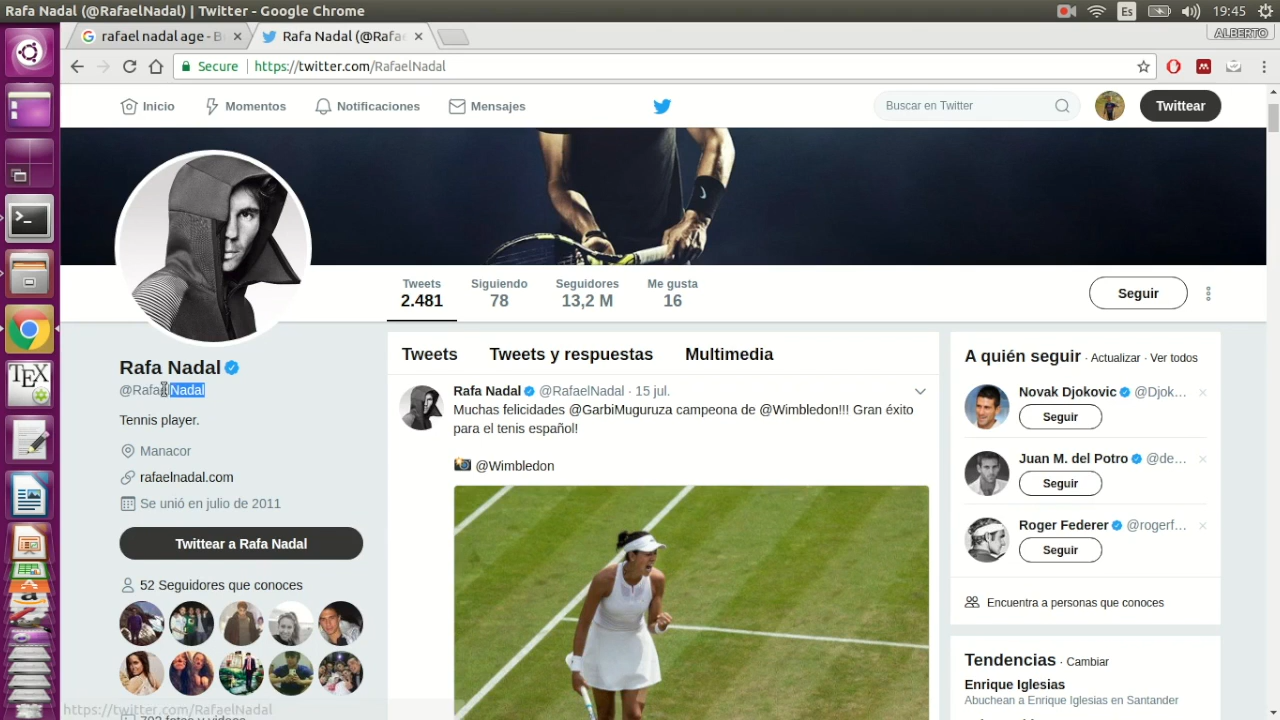 Rafa Nadal (@RafaelNadal) | Twitter - Google Chrome
Es
19:45
rafael nadal age - Bu
Rafa Nadal (@Rafae
ALBERTO
Secure
https://twitter.com/RafaelNadal
Inicio
Momentos
Notificaciones
Mensajes
Buscar en Twitter
Twittear
Tweets
2.481
Siguiendo
78
Seguidores
13,2 M
Me gusta
16
Seguir
Rafa Nadal
@RafaelNadal
Tennis player.
Manacor
rafaelnadal.com
Se unió en julio de 2011
Twittear a Rafa Nadal
52 Seguidores que conoces
https://twitter.com/RafaelNadal
Tweets
Tweets y respuestas
Multimedia
Rafa Nadal @RafaelNadal · 15 jul.
Muchas felicidades @GarbiMuguruza campeona de @Wimbledon!!! Gran éxito
para el tenis español!
@Wimbledon
A quién seguir · Actualizar · Ver todos
Novak Djokovic @Djok...
Seguir
Juan M. del Potro @de...
Seguir
Roger Federer @rogerf...
Seguir
Encuentra a personas que conoces
Tendencias · Cambiar
Enrique Iglesias
Abuchean a Enrique Iglesias en Santander
TEX